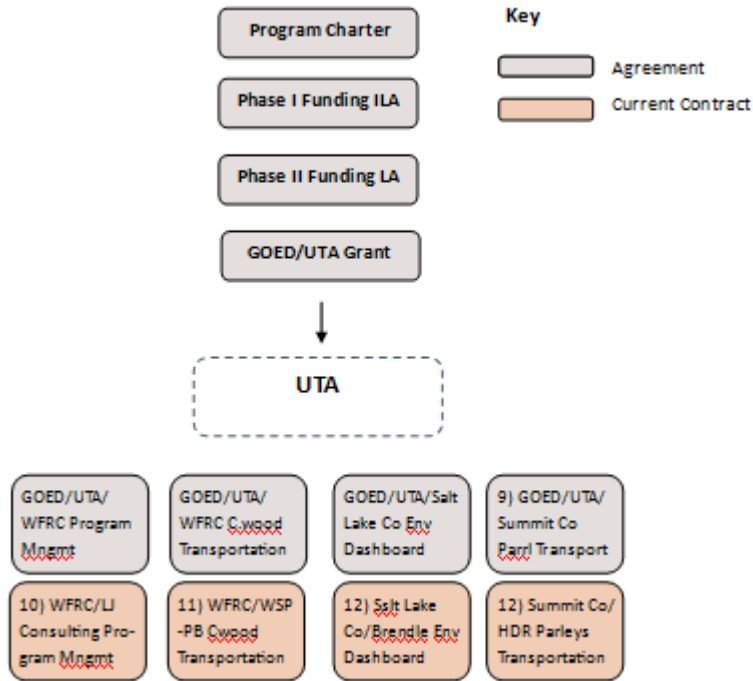 Program Charter
Key
Agreement
Phase I Funding ILA
Current Contract
Phase II Funding LA
GOED/UTA Grant
UTA
GOED/UTA/
WFRC Program
Mngmt
GOED/UTA/
WFRC C.wood
Transportation
GOED/UTA/Salt
Lake Co Env
Dashboard
9) GOED/UTA/
Summit Co
Parrl Transport
10) WFRC/LJ
Consulting Pro-
gram Mngmt
11) WFRC/WSP
-PB Cwood
Transportation
12) Sslt Lake
Co/Brendle Env
Dashboard
12) Summit Co/
HDR Parleys
Transportation